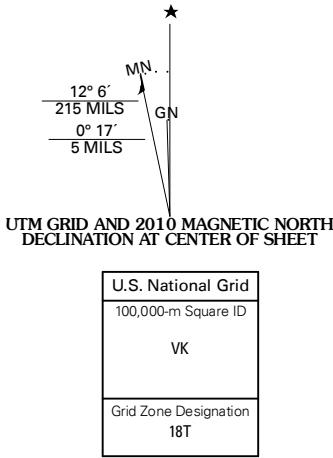 ★
MN
12° 6´
215 MILS
GN
0° 17´
5 MILS
UTM GRID AND 2010 MAGNETIC NORTH
DECLINATION AT CENTER OF SHEET
U.S. National Grid
100,000-m Square ID
VK
Grid Zone Designation
18T